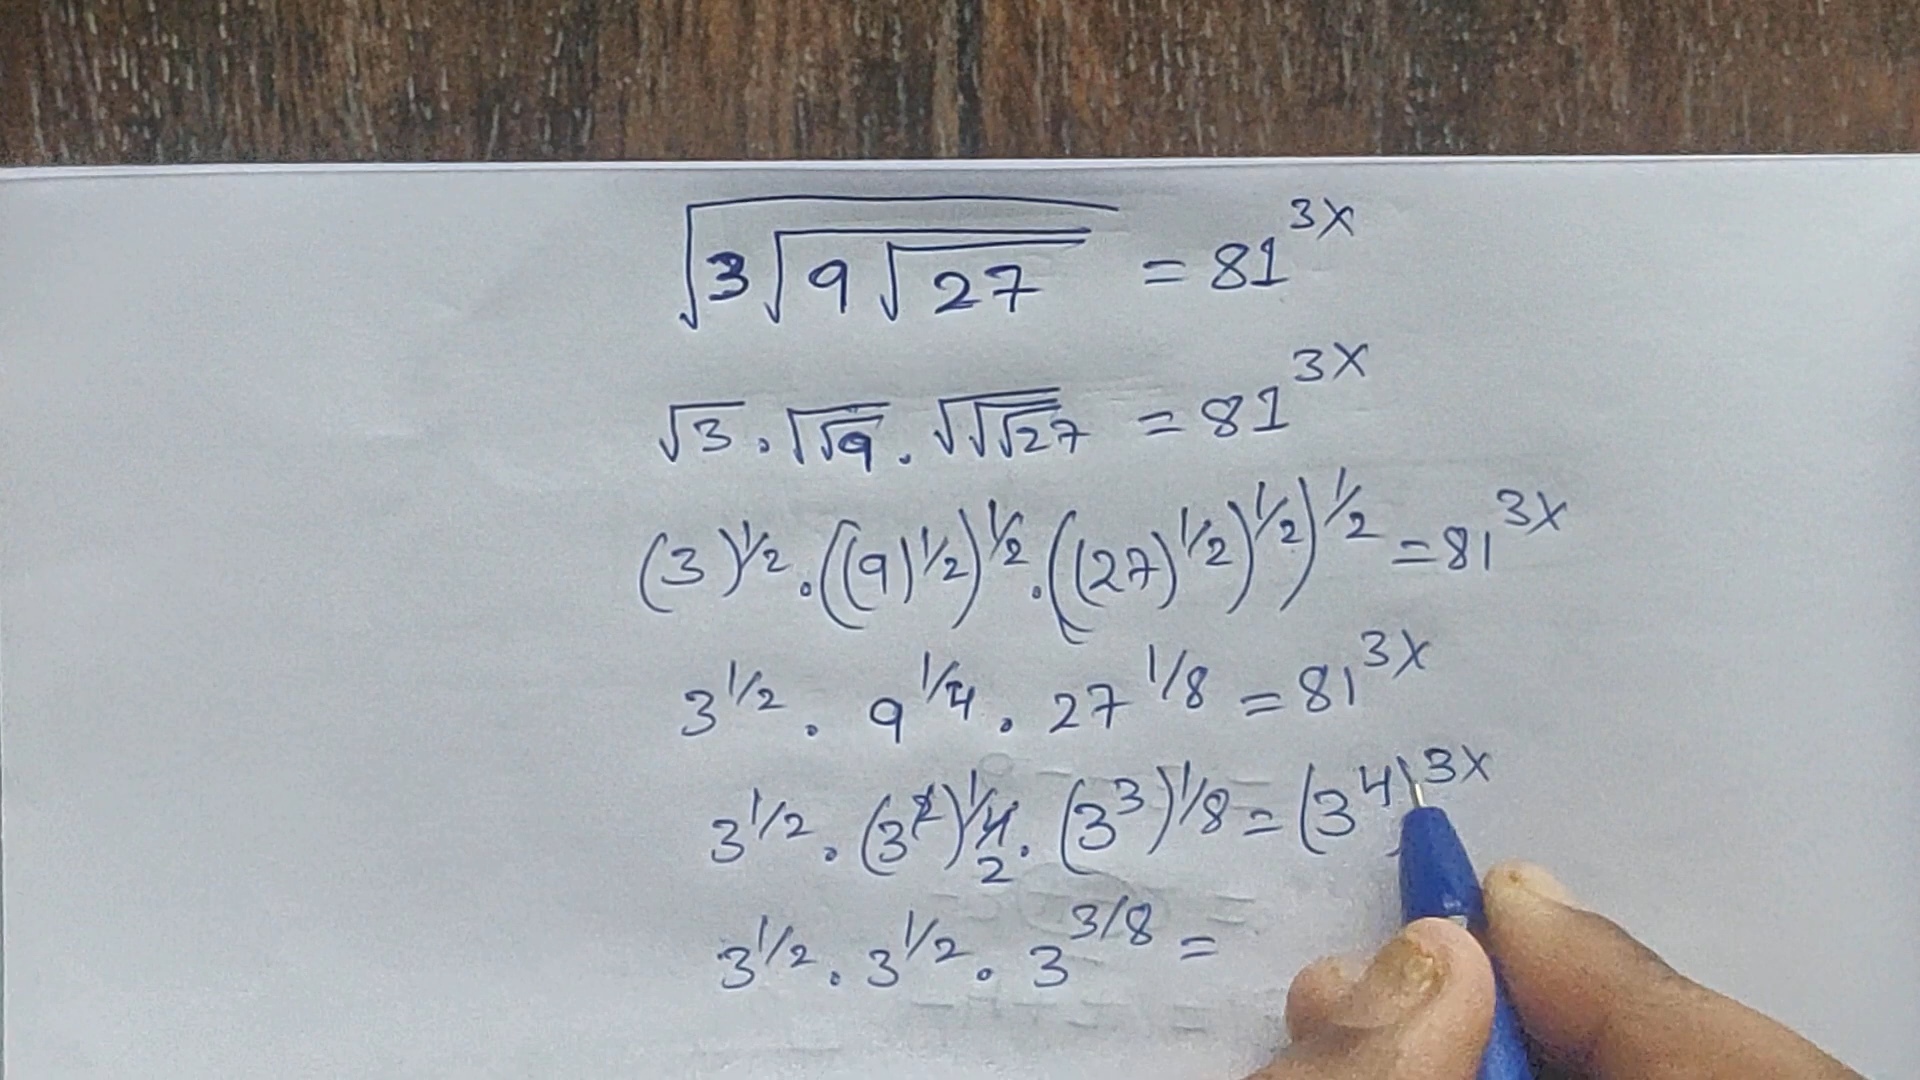 √(3√(9√27)) = 81^(3x)
√3 . √√9 . √√√27 = 81^(3x)
(3)^(1/2) . ((9)^(1/2))^(1/2) . (((27)^(1/2))^(1/2))^(1/2) = 81^(3x)
3^(1/2) . 9^(1/4) . 27^(1/8) = 81^(3x)
3^(1/2) . (3^2)^(1/4) 2 . (3^3)^(1/8) = (3^4)^(3x)
3^(1/2) . 3^(1/2) . 3^(3/8) =